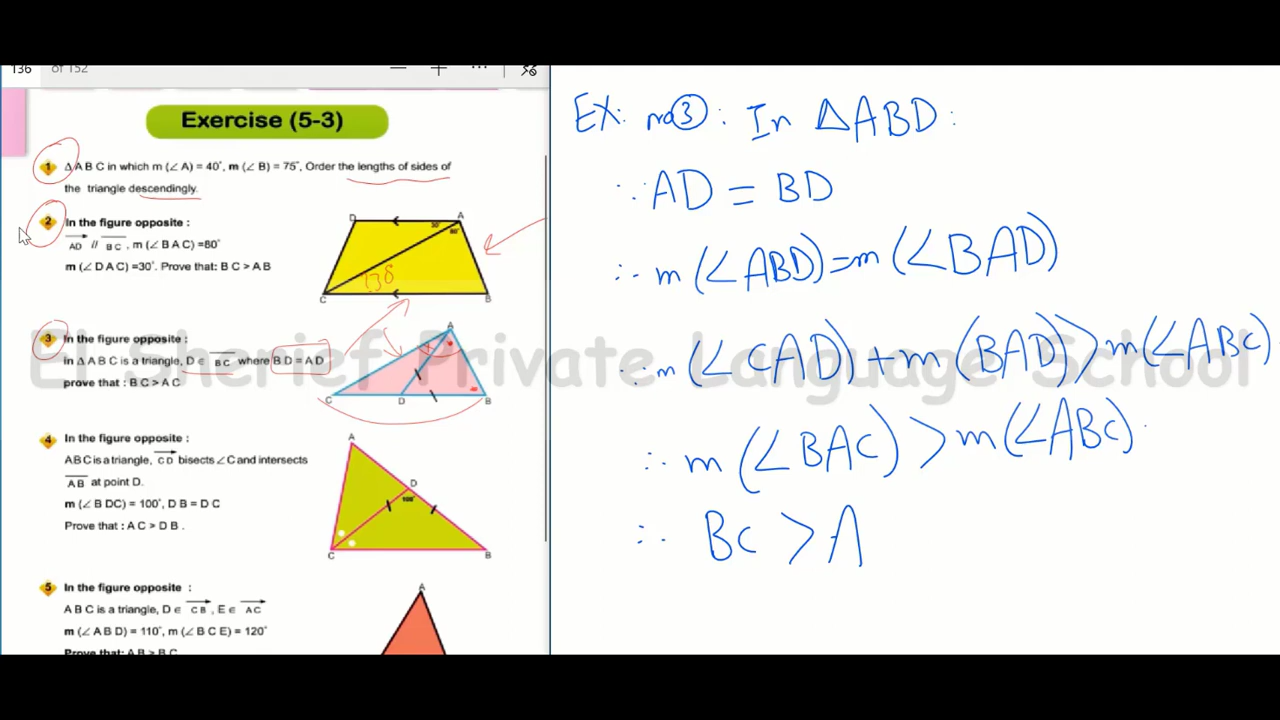 136 of 152
Exercise (5-3)
1 Δ A B C in which m (∠ A) = 40°, m (∠ B) = 75°, Order the lengths of sides of
the triangle descendingly.
2 In the figure opposite :
AD // BC , m (∠ B A C) =80°
m (∠ D A C) =30°. Prove that: B C > A B
D A 30° 80° C B
3 In the figure opposite :
in Δ A B C is a triangle, D ∈ BC where B D = A D
prove that : B C > A C
A C D B
4 In the figure opposite :
A B C is a triangle, CD bisects ∠ C and intersects
AB at point D.
m (∠ B D C) = 100°, D B = D C
Prove that : A C > D B .
A D 100° C B
5 In the figure opposite :
A B C is a triangle, D ∈ CB , E ∈ AC
m (∠ A B D) = 110°, m (∠ B C E) = 120°
Prove that: A B > B C
A
EX: no 3 : In ΔABD :
∵ AD = BD
∴ m (∠ABD) = m (∠BAD)
∵ m (∠CAD) + m (BAD) > m (∠ABC)
∴ m (∠BAC) > m (∠ABC)
∴ BC > A
El Sherief Private Language School